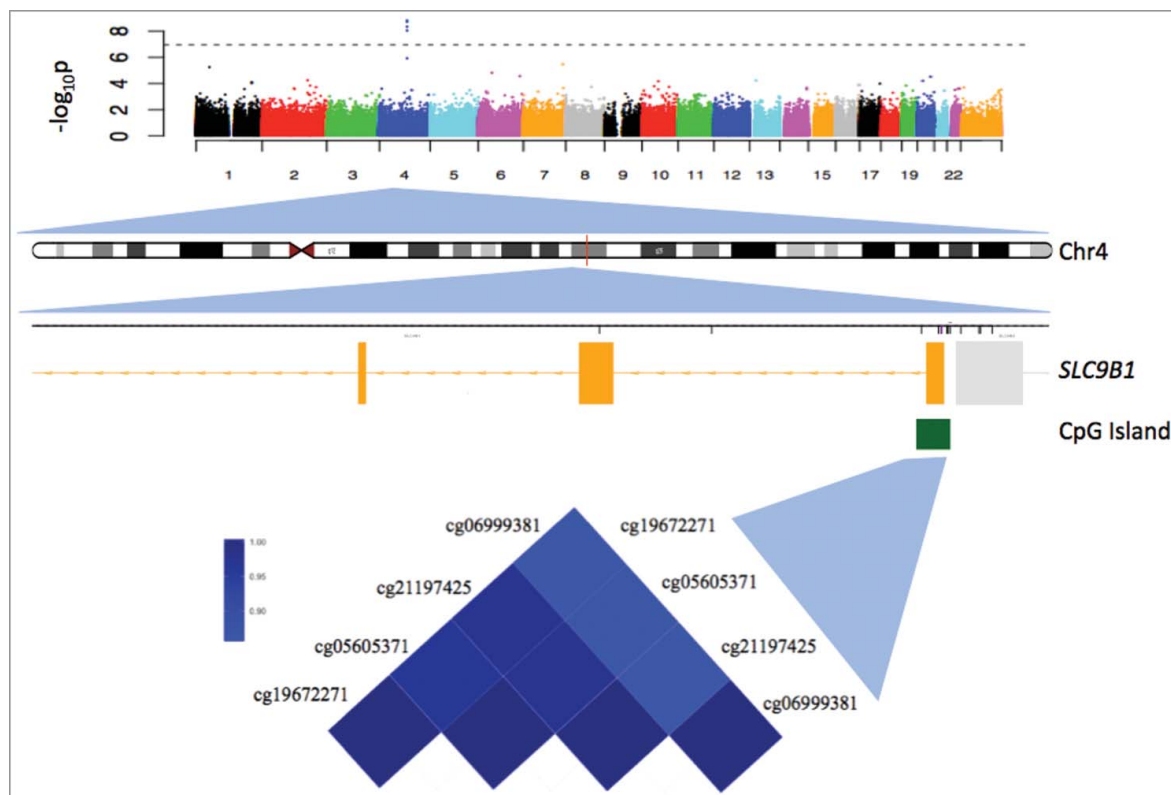 8
6
4
2
0
-log10p
1 2 3 4 5 6 7 8 9 10 11 12 13 15 17 19 22
Chr4
SLC9B1
CpG Island
cg06999381 cg19672271
cg21197425 cg05605371
cg05605371 cg21197425
cg19672271 cg06999381
1.00
0.95
0.90